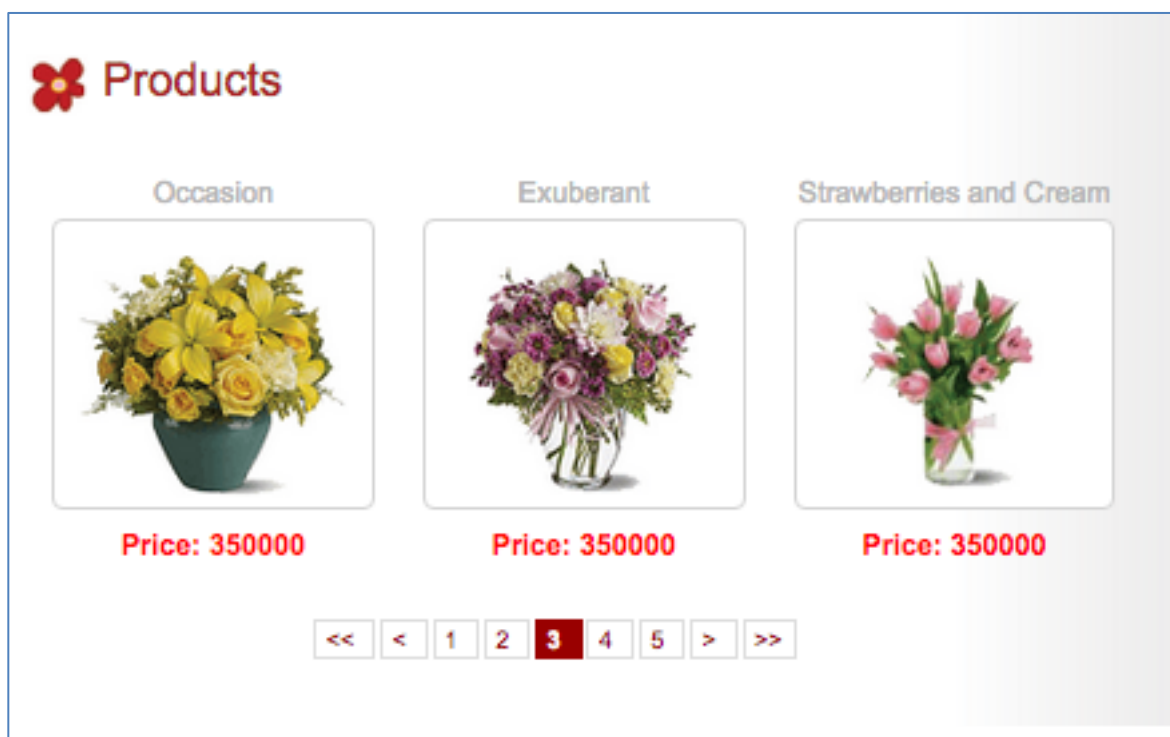 Products
Occasion Exuberant Strawberries and Cream
Price: 350000 Price: 350000 Price: 350000
<< < 1 2 3 4 5 > >>